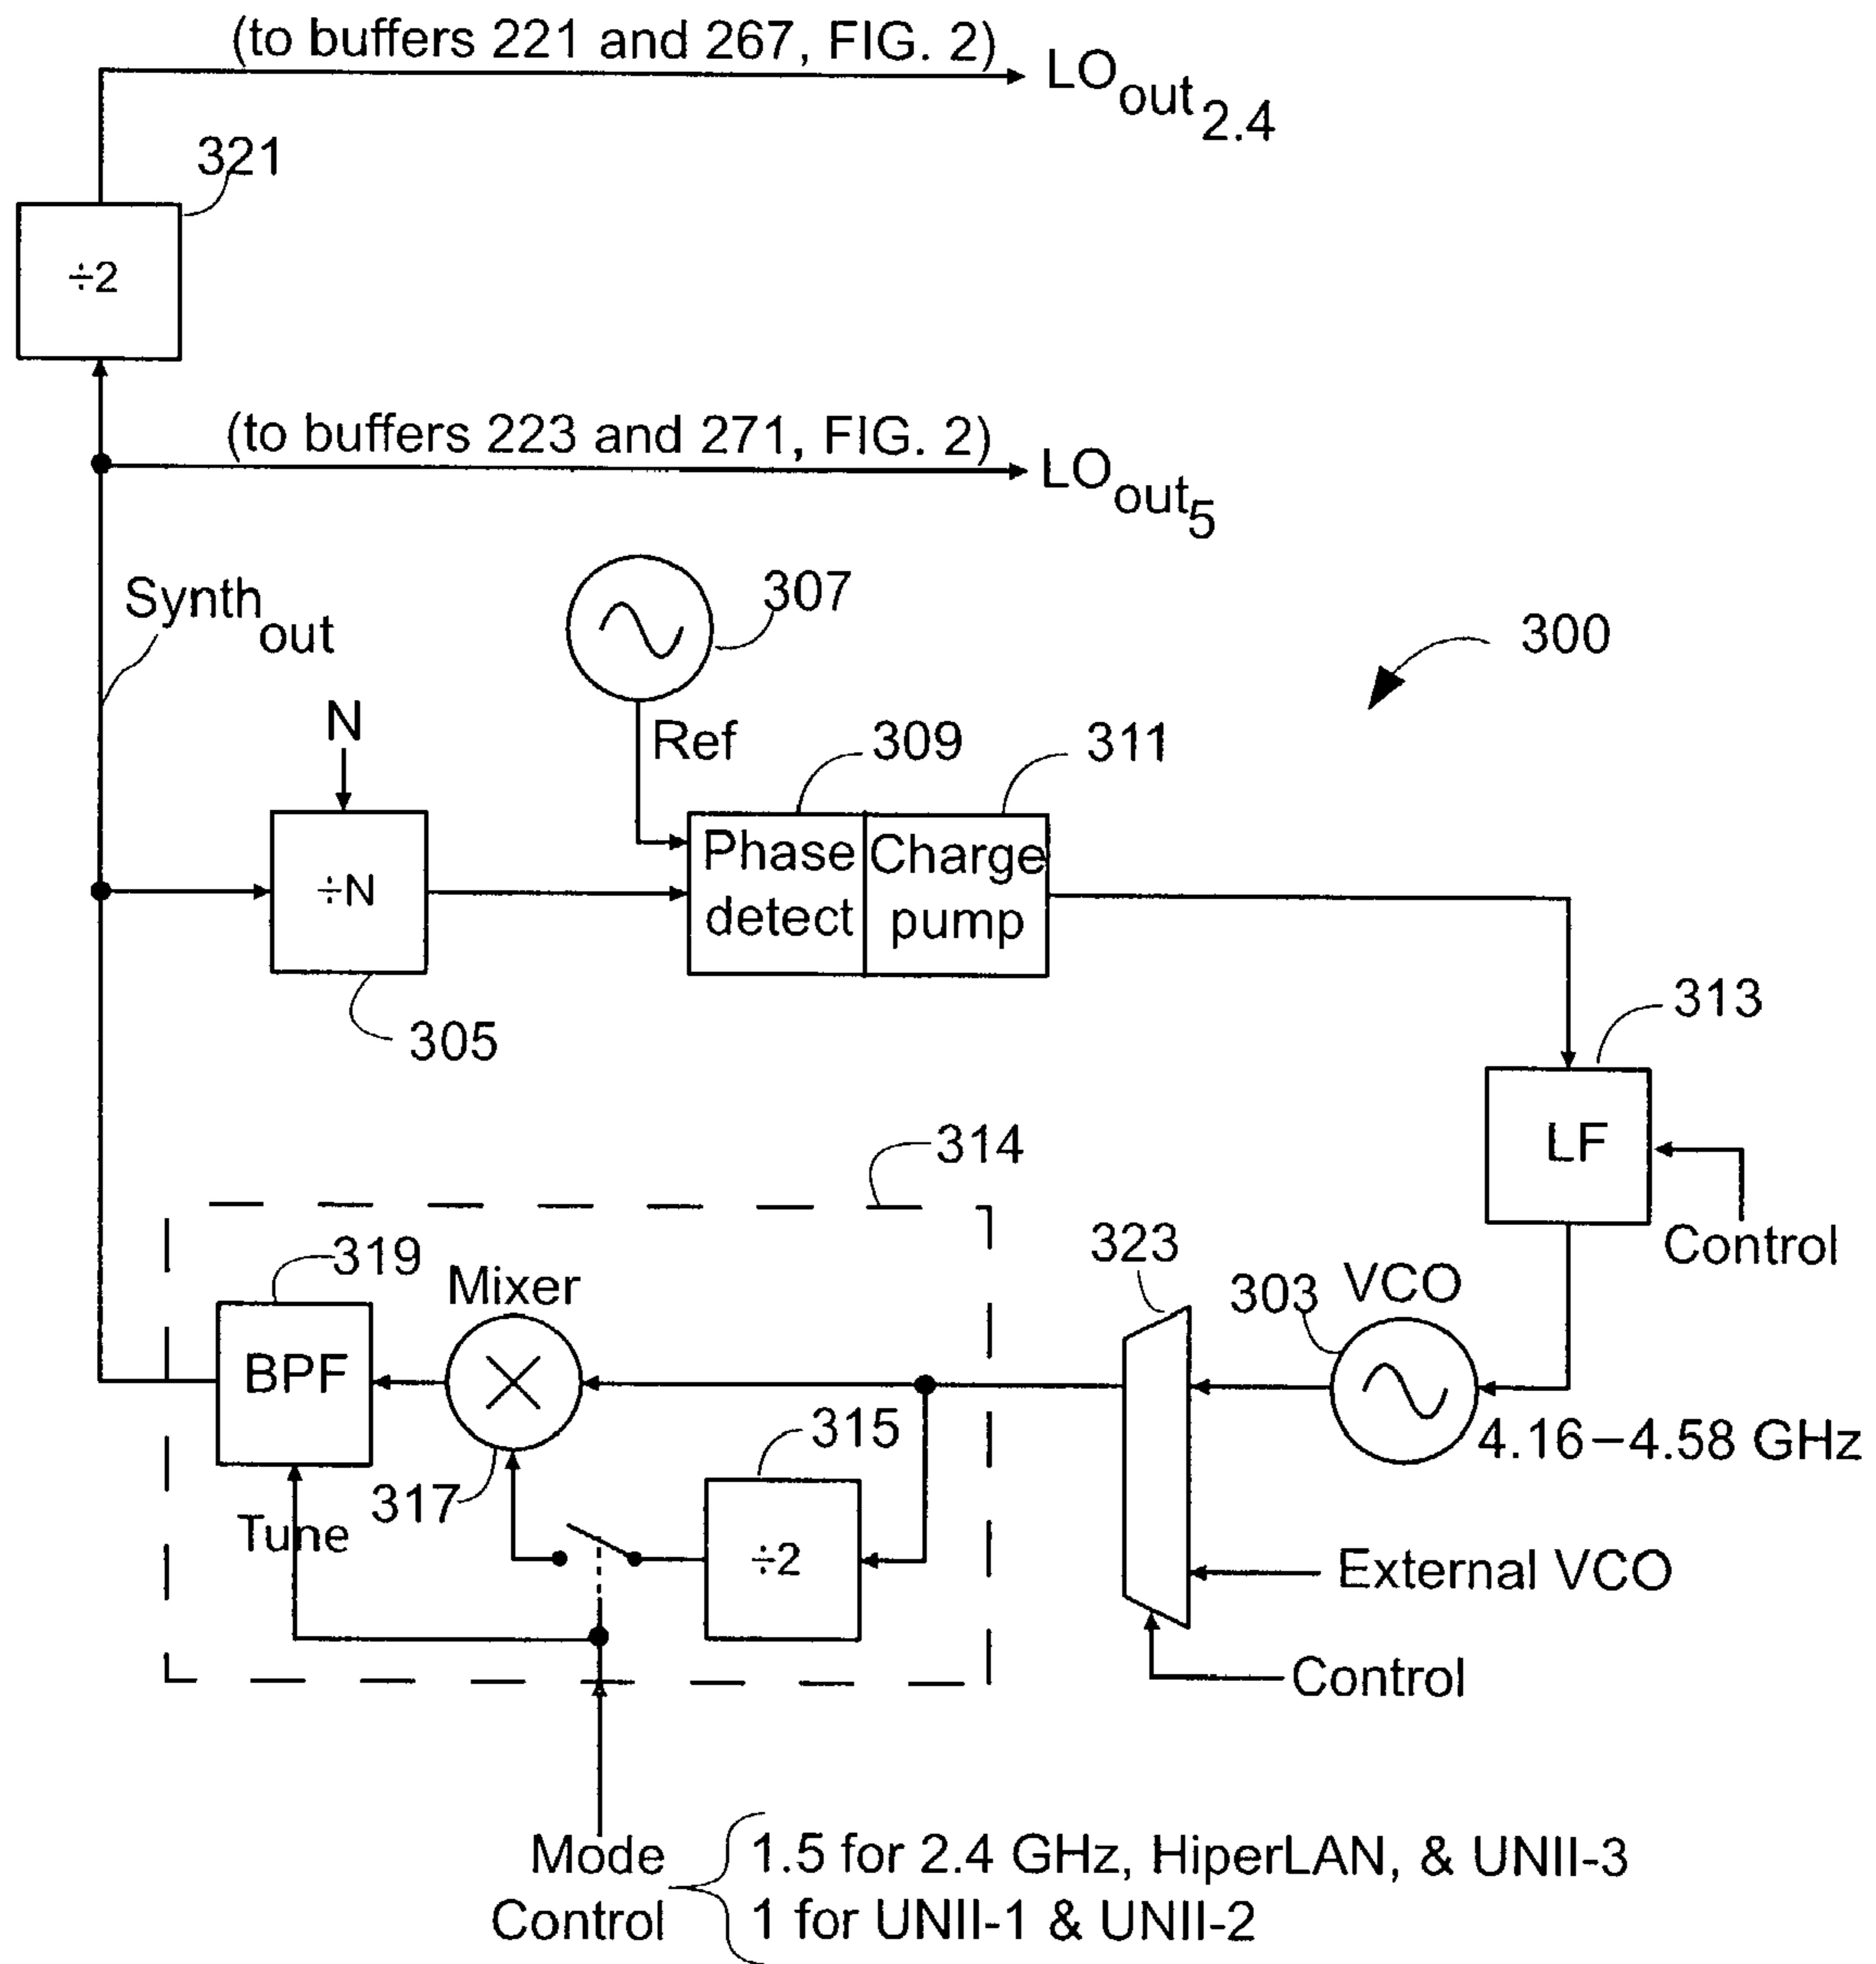 (to buffers 221 and 267, FIG. 2)
LOout2.4
321
÷2
(to buffers 223 and 271, FIG. 2)
LOout5
Synthout
307
300
N
Ref
309
311
÷N
Phase detect
Charge pump
305
313
LF
Control
314
319
Mixer
BPF
323
303
VCO
4.16–4.58 GHz
315
317
Tune
÷2
External VCO
Control
Mode Control
1.5 for 2.4 GHz, HiperLAN, & UNII-3
1 for UNII-1 & UNII-2